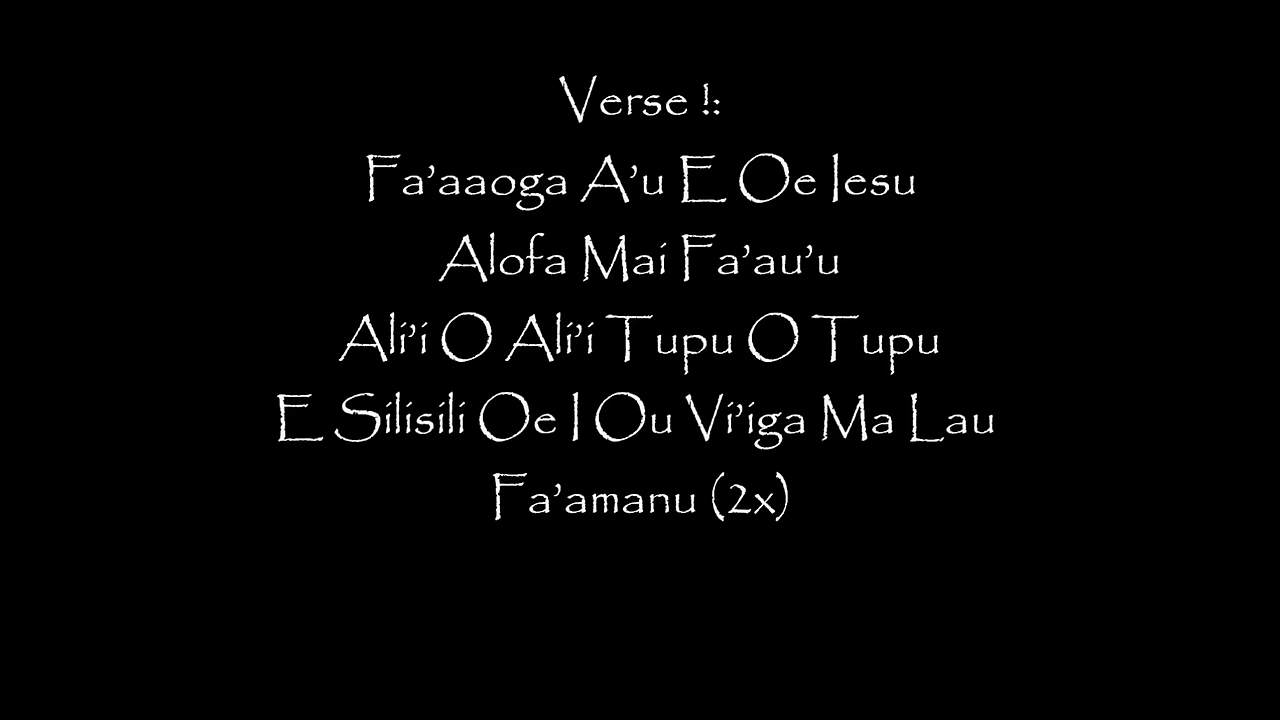 Verse !:
Fa’aaoga A’u E Oe Iesu
Alofa Mai Fa’au’u
Ali’i O Ali’i Tupu O Tupu
E Silisili Oe I Ou Vi’iga Ma Lau
Fa’amanu (2x)